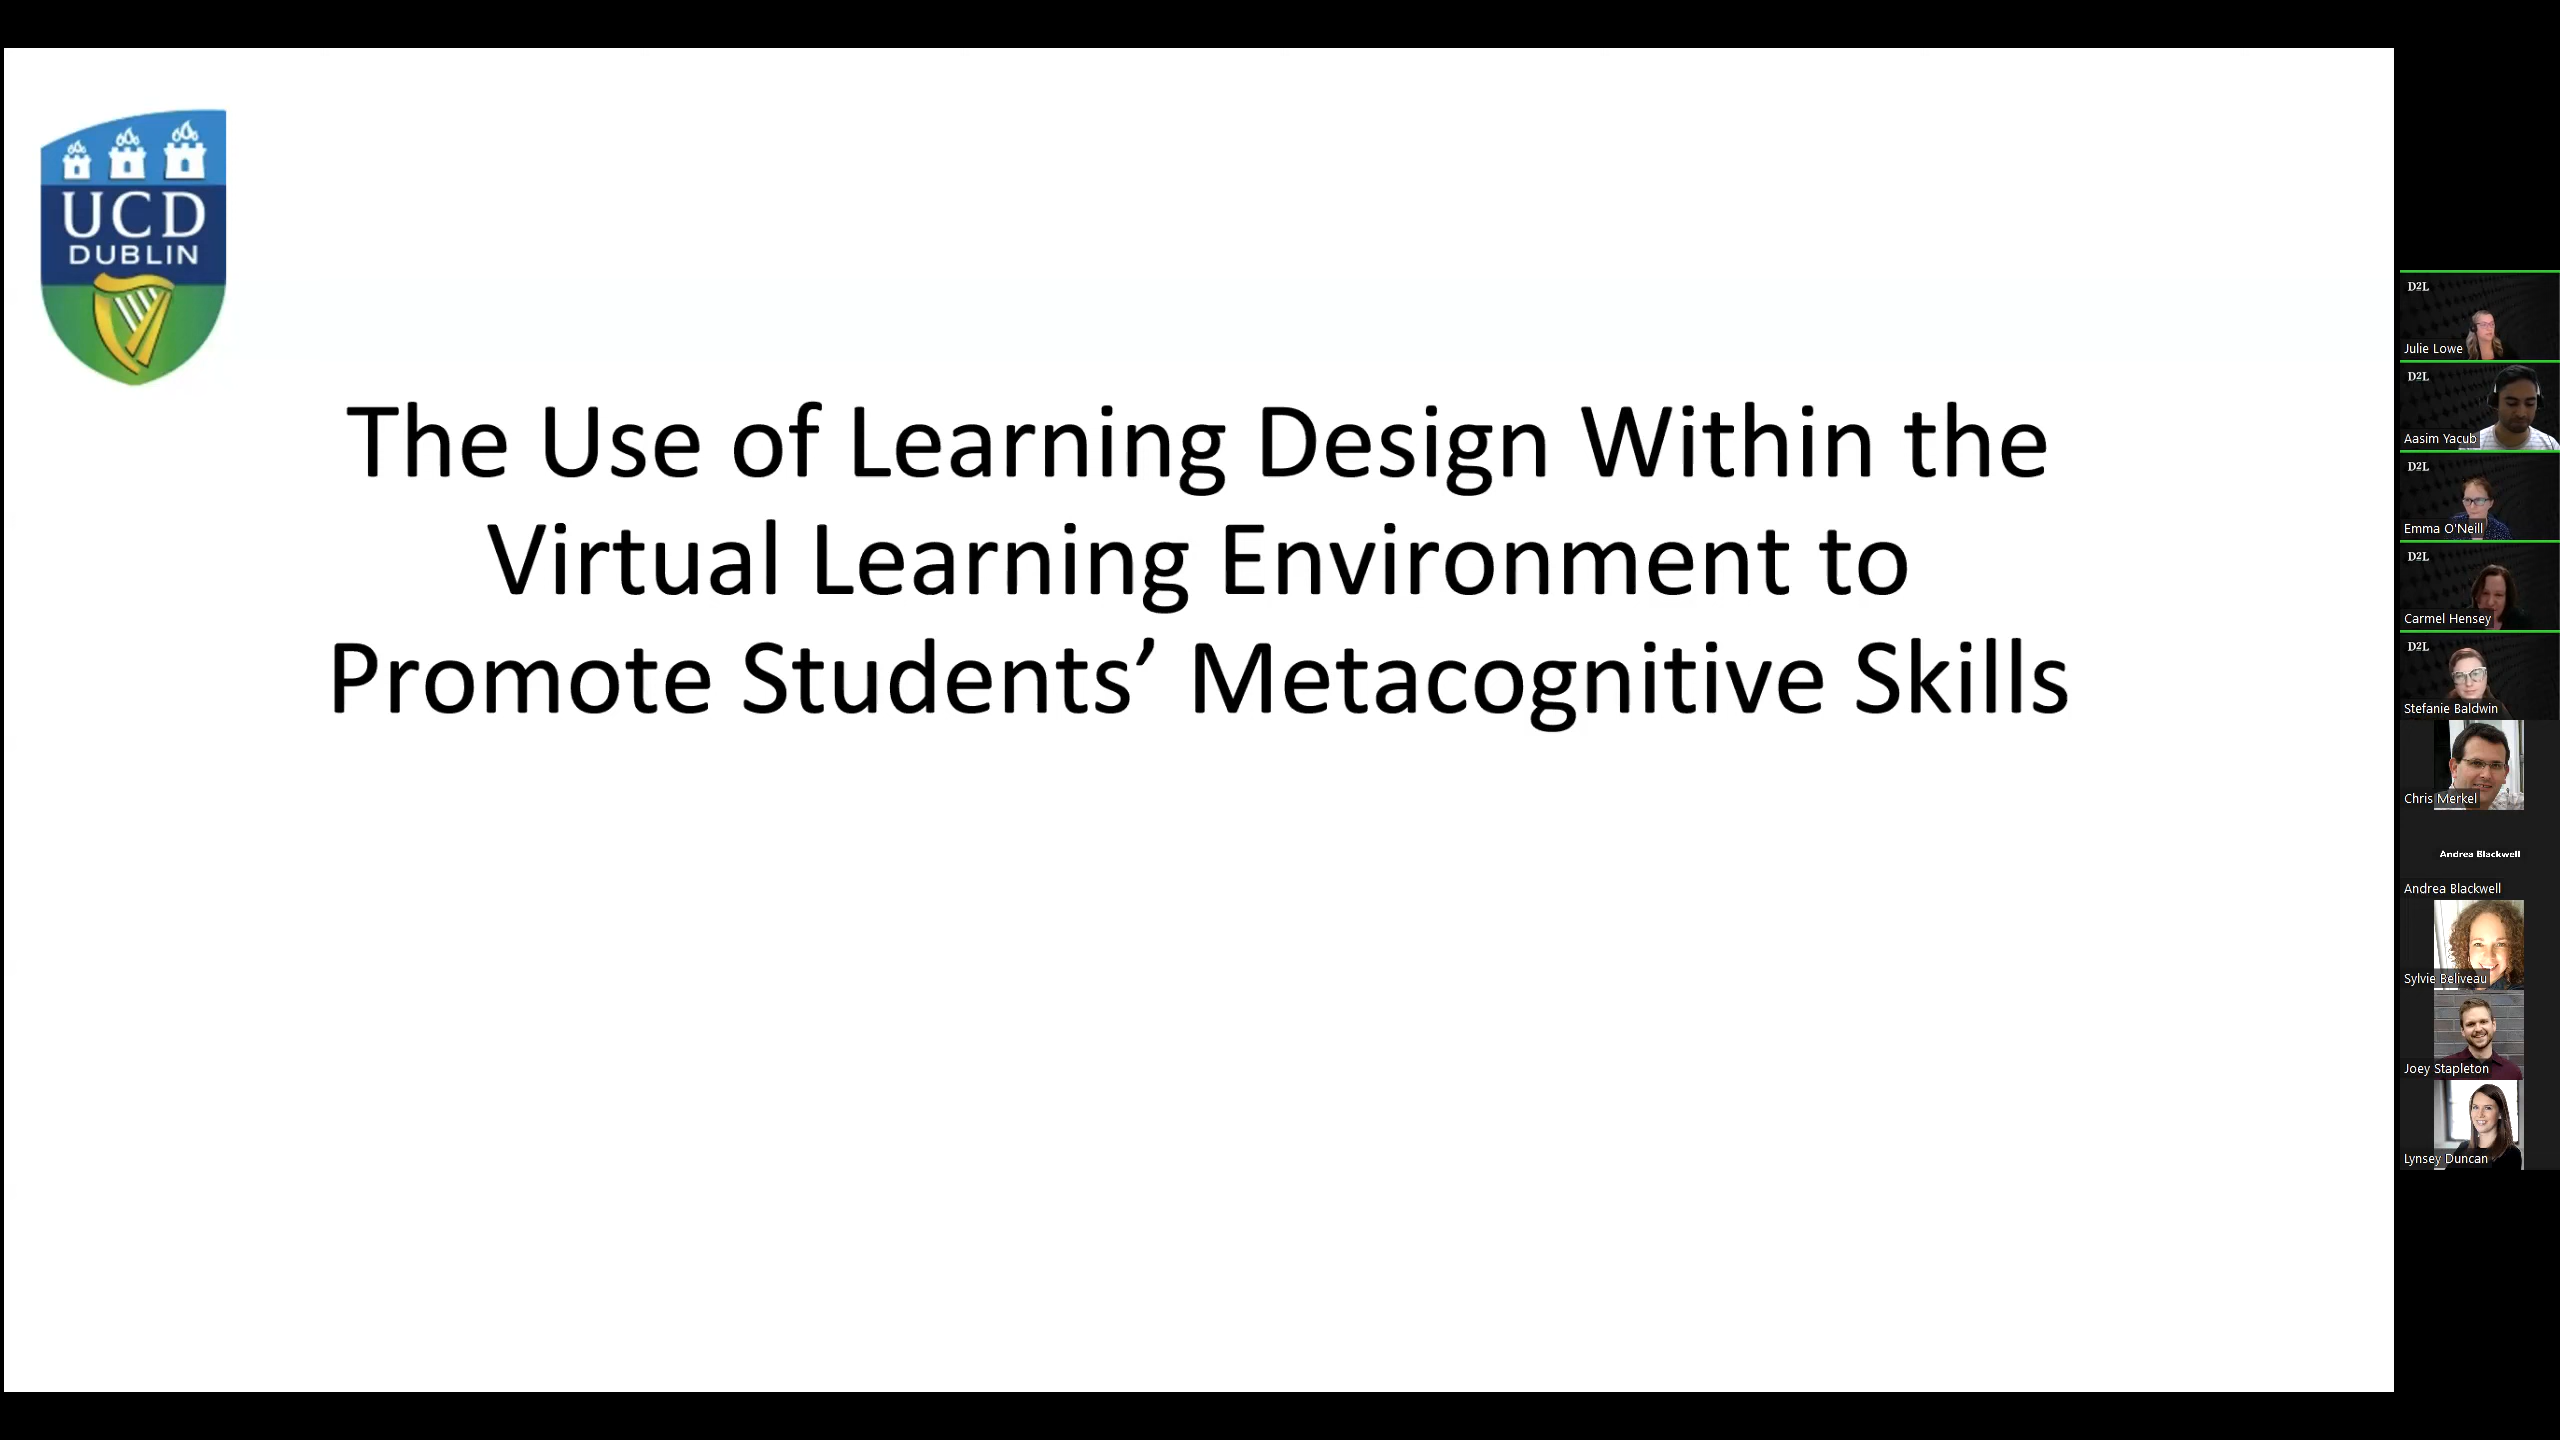 UCD
DUBLIN
The Use of Learning Design Within the
Virtual Learning Environment to
Promote Students’ Metacognitive Skills
D2L
Julie Lowe
D2L
Aasim Yacub
D2L
Emma O'Neill
D2L
Carmel Hensey
D2L
Stefanie Baldwin
Chris Merkel
Andrea Blackwell
Andrea Blackwell
Sylvie Beliveau
Joey Stapleton
Lynsey Duncan